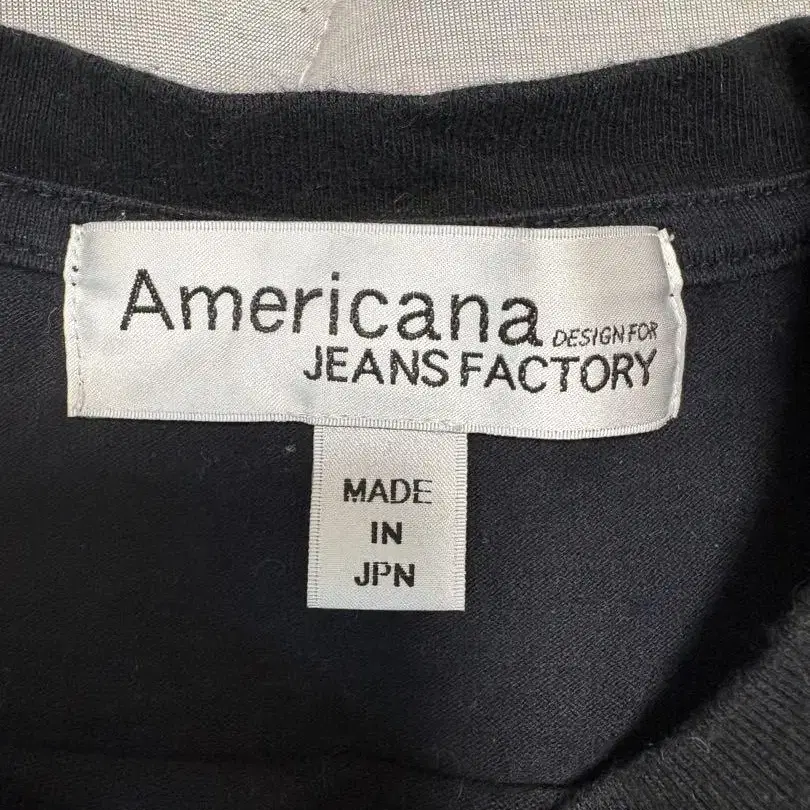 Americana DESIGN FOR
JEANS FACTORY
MADE
IN
JPN